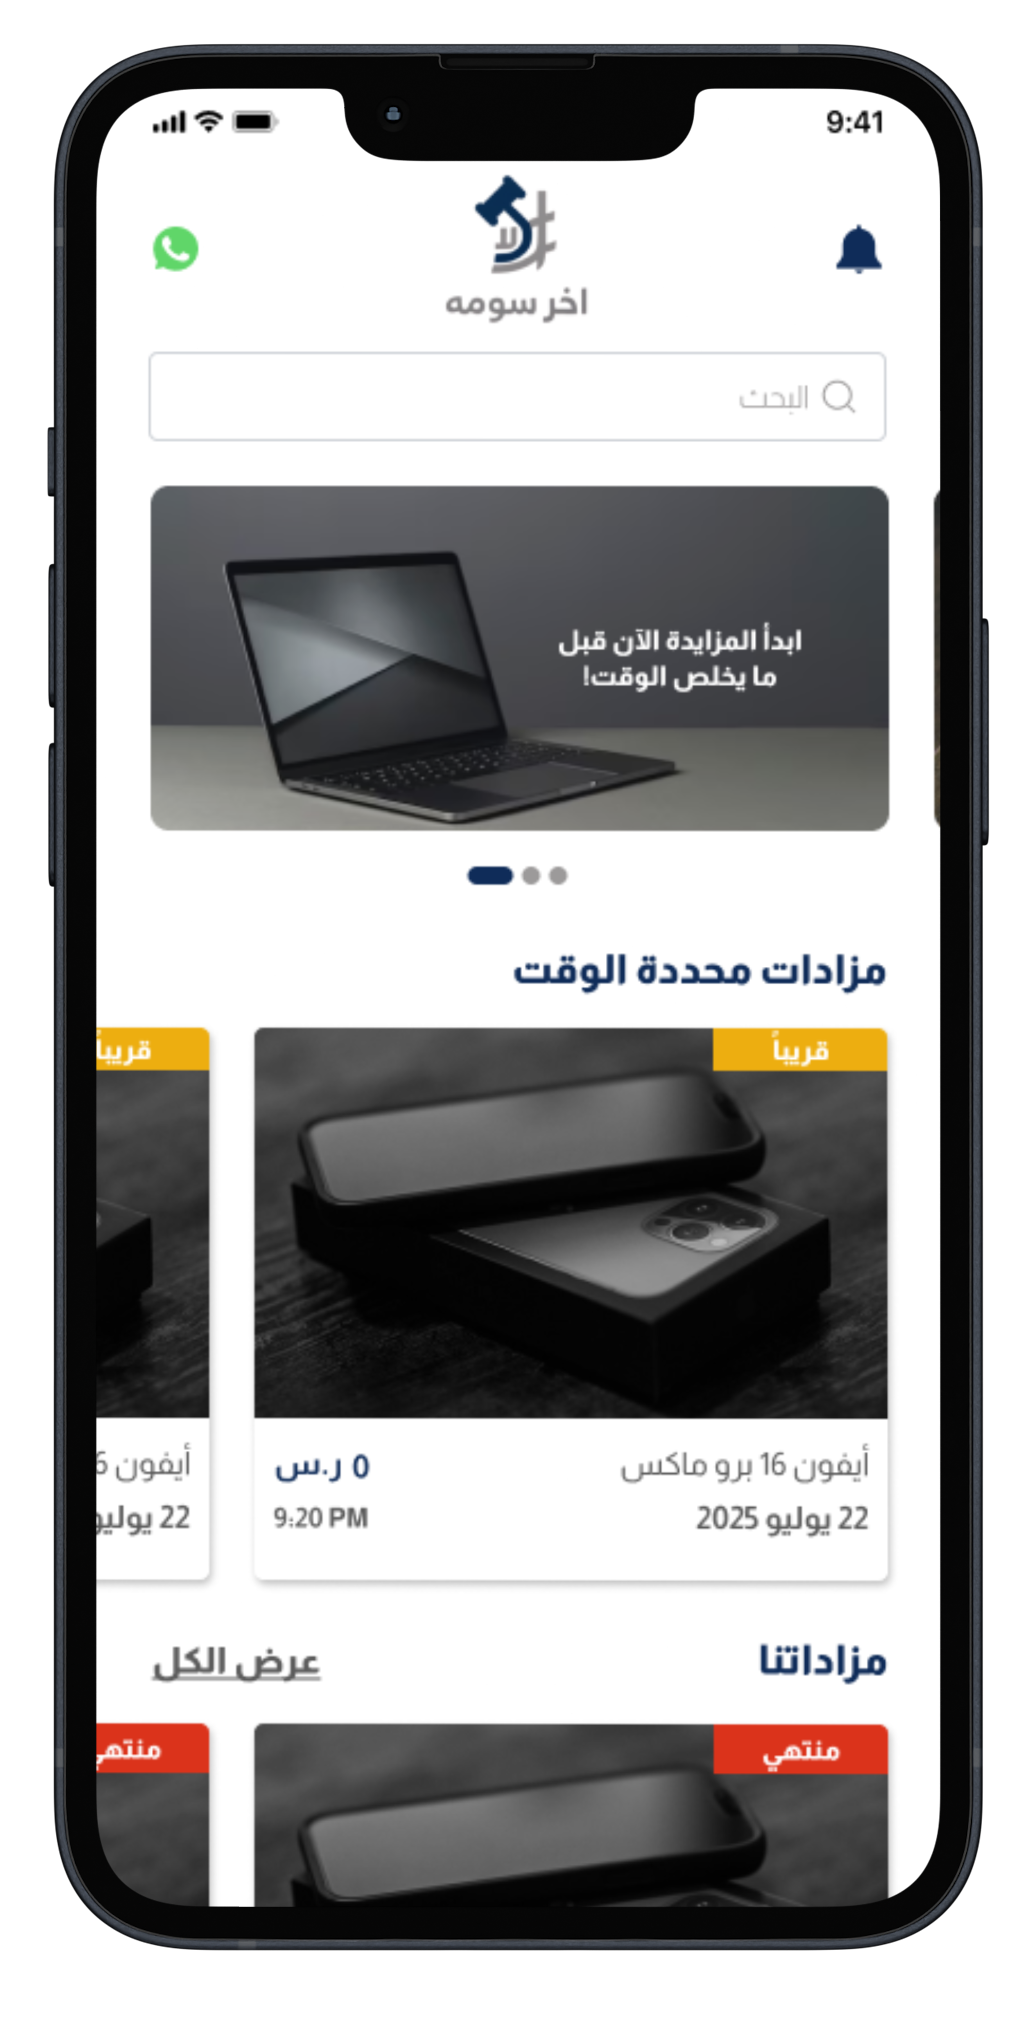 9:41
اخر سومه
البحث
ابدأ المزايدة الآن قبل
ما يخلص الوقت!
مزادات محددة الوقت
قريباً
قريباً
أيفون 16 برو ماكس
0 ر.س
أيفون 6
22 يوليو 2025
9:20 PM
22 يوليو
مزاداتنا
عرض الكل
منتهي
منتهي